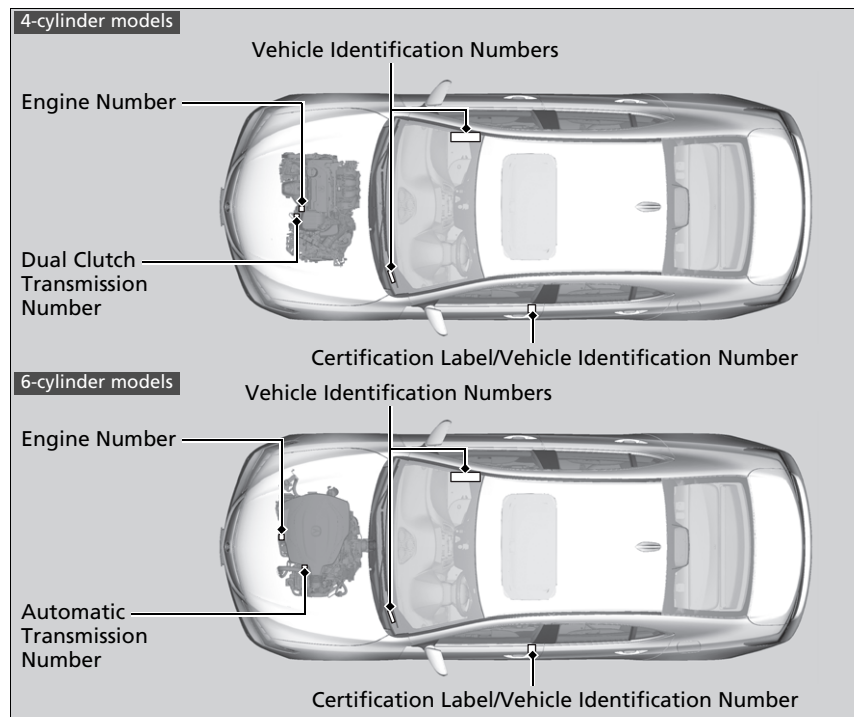 4-cylinder models
Vehicle Identification Numbers
Engine Number
Dual Clutch
Transmission
Number
Certification Label/Vehicle Identification Number
6-cylinder models
Vehicle Identification Numbers
Engine Number
Automatic
Transmission
Number
Certification Label/Vehicle Identification Number